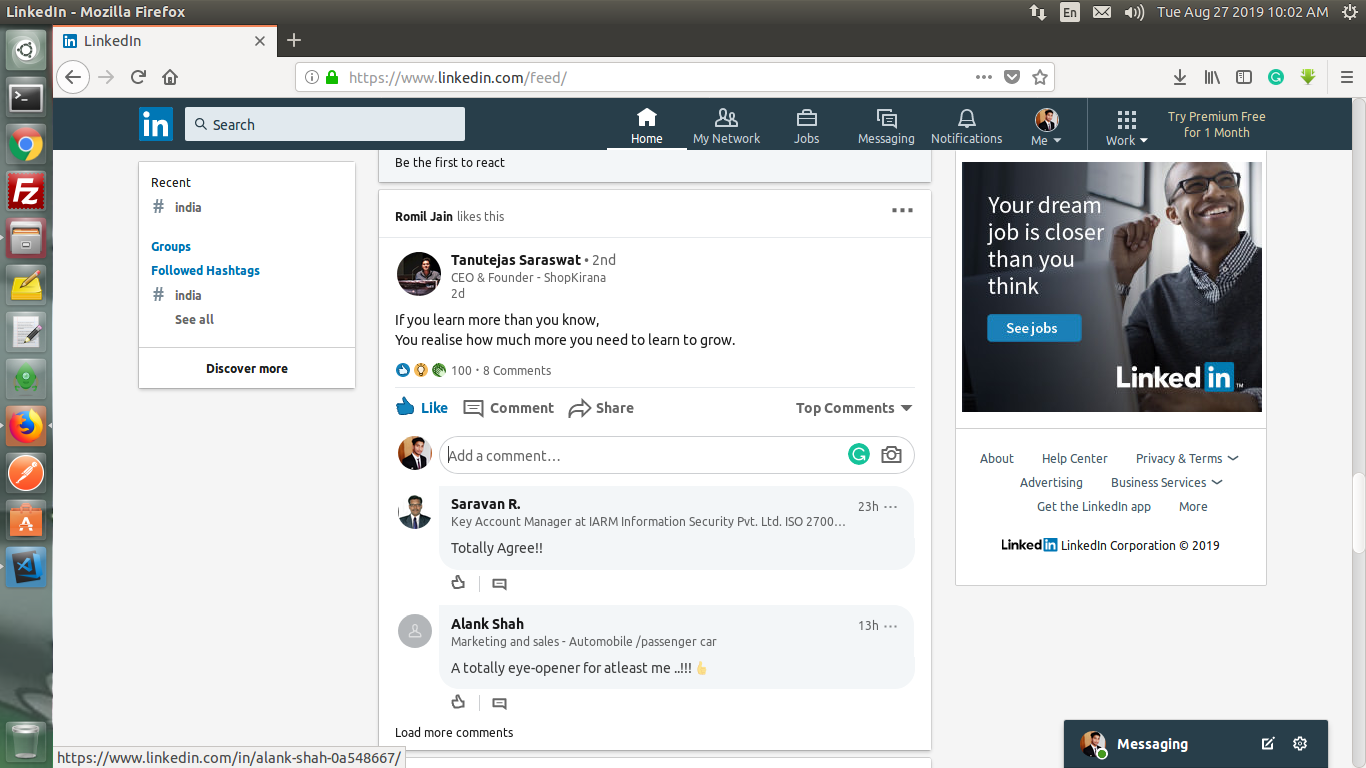 LinkedIn - Mozilla Firefox
En
Tue Aug 27 2019 10:02 AM
LinkedIn
https://www.linkedin.com/feed/
in
Search
Home
My Network
Jobs
Messaging
Notifications
Me
Work
Try Premium Free
for 1 Month
Recent
# india
Groups
Followed Hashtags
# india
See all
Discover more
Be the first to react
Romil Jain likes this
Tanutejas Saraswat • 2nd
CEO & Founder - ShopKirana
2d
If you learn more than you know,
You realise how much more you need to learn to grow.
100 · 8 Comments
Like
Comment
Share
Top Comments
Add a comment…
Saravan R.
23h
Key Account Manager at IARM Information Security Pvt. Ltd. ISO 2700…
Totally Agree!!
Alank Shah
13h
Marketing and sales - Automobile /passenger car
A totally eye-opener for atleast me ..!!!
Load more comments
Your dream
job is closer
than you
think
See jobs
Linked in ™
About Help Center Privacy & Terms
Advertising Business Services
Get the LinkedIn app More
Linked in LinkedIn Corporation © 2019
Messaging
https://www.linkedin.com/in/alank-shah-0a548667/